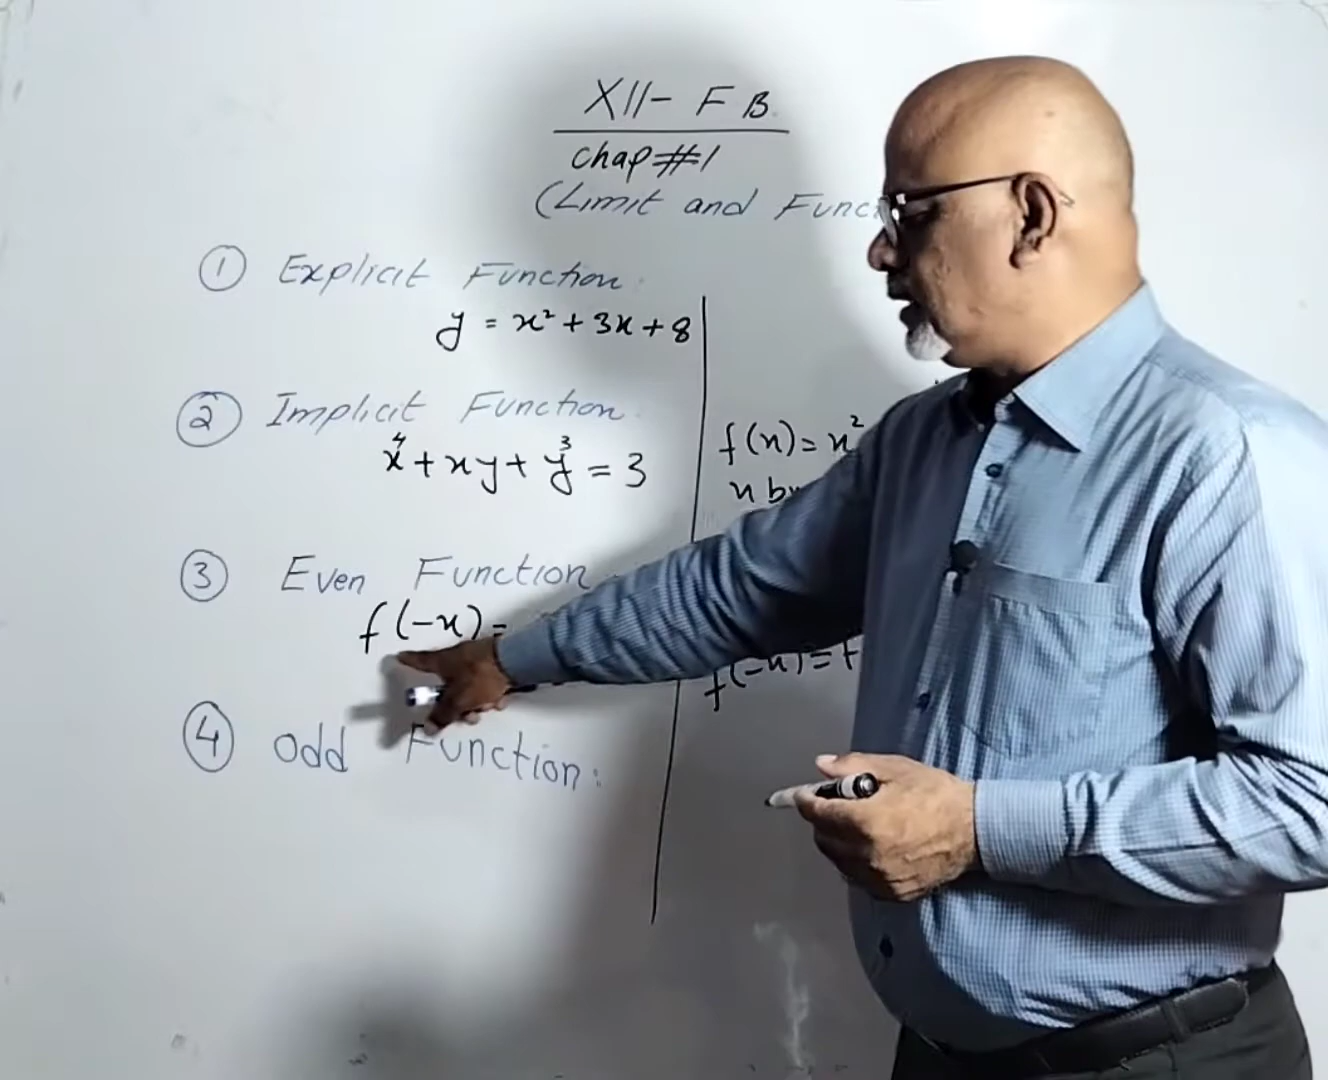 XII- F B.
Chap#1
(Limit and Func
① Explicit Function.
y = x² + 3x + 8
② Implicit Function.
x⁴ + xy + y³ = 3
③ Even Function
f(-x) =
④ Odd Function:
f(x) = x²
x by
f(-x) = f